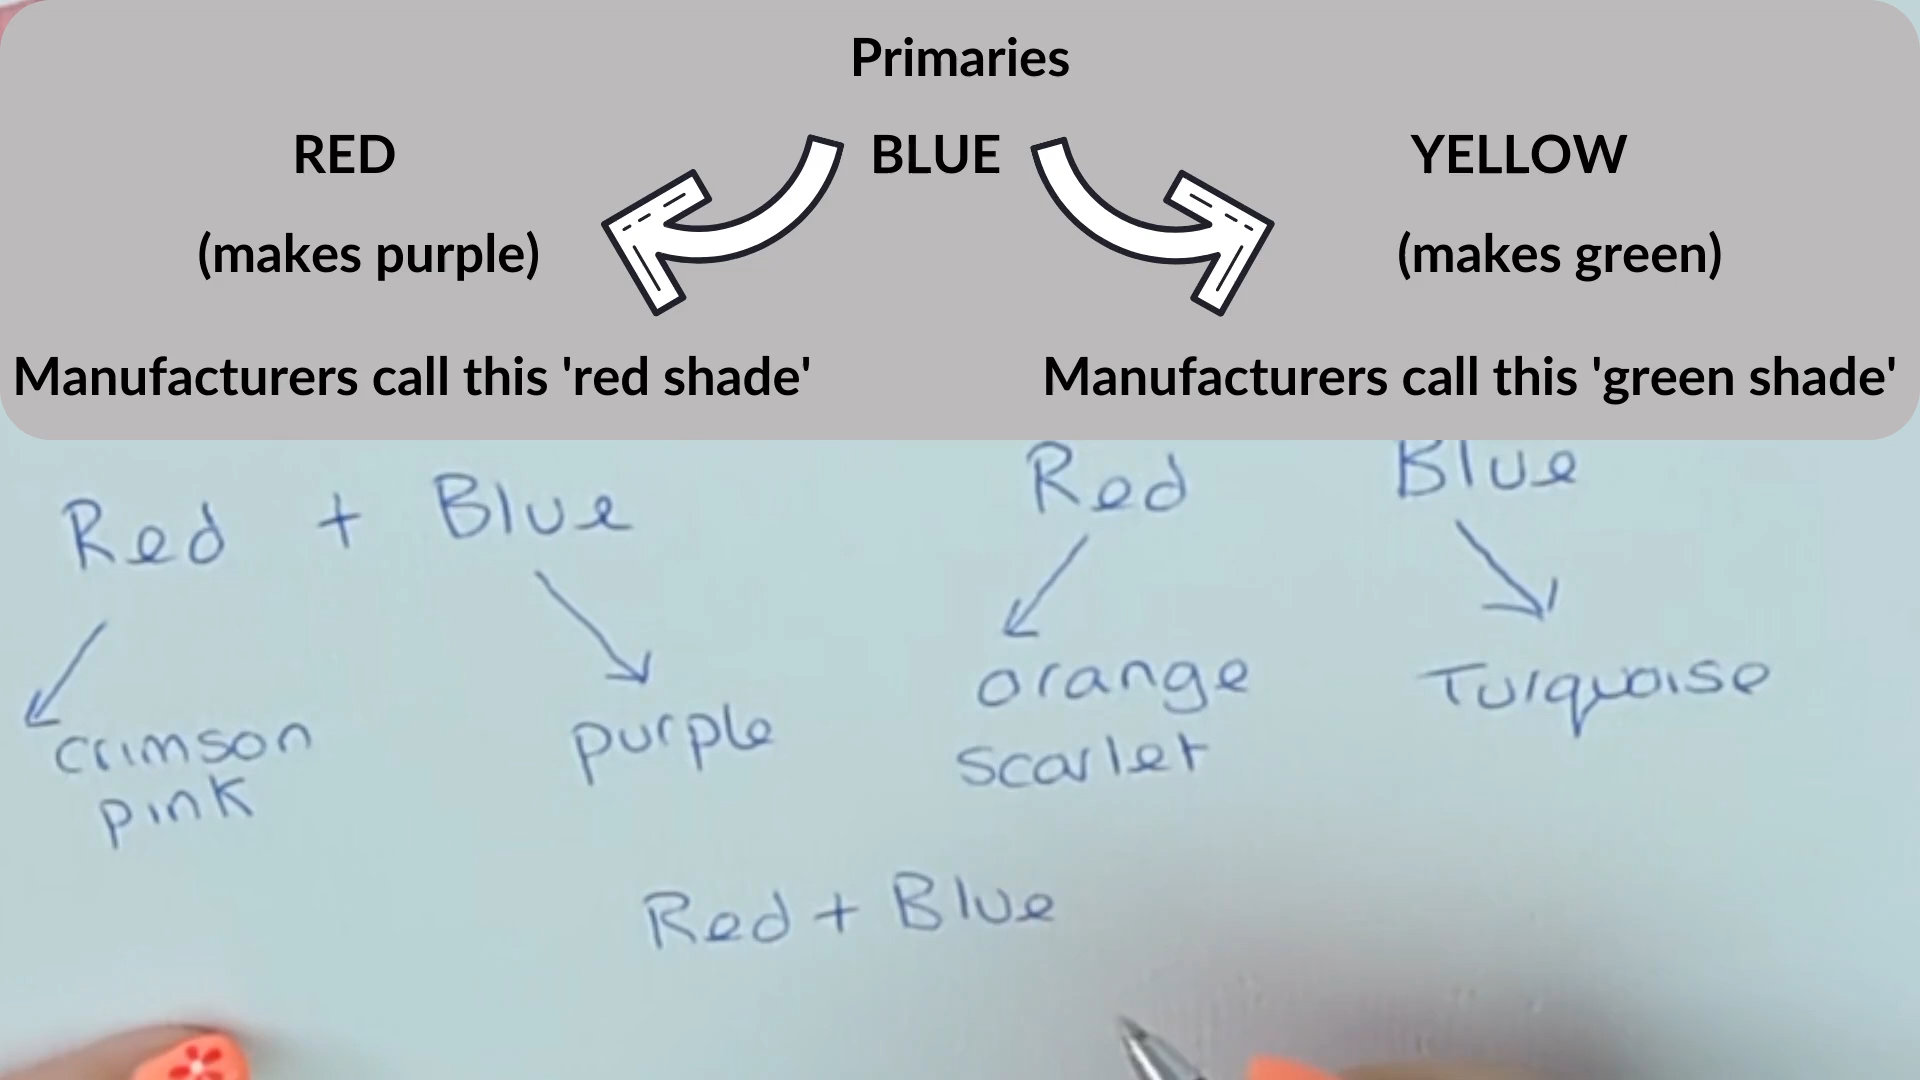 Primaries
RED BLUE YELLOW
(makes purple) (makes green)
Manufacturers call this 'red shade' Manufacturers call this 'green shade'
Red + Blue Red Blue
crimson pink purple orange scarlet Turquoise
Red + Blue